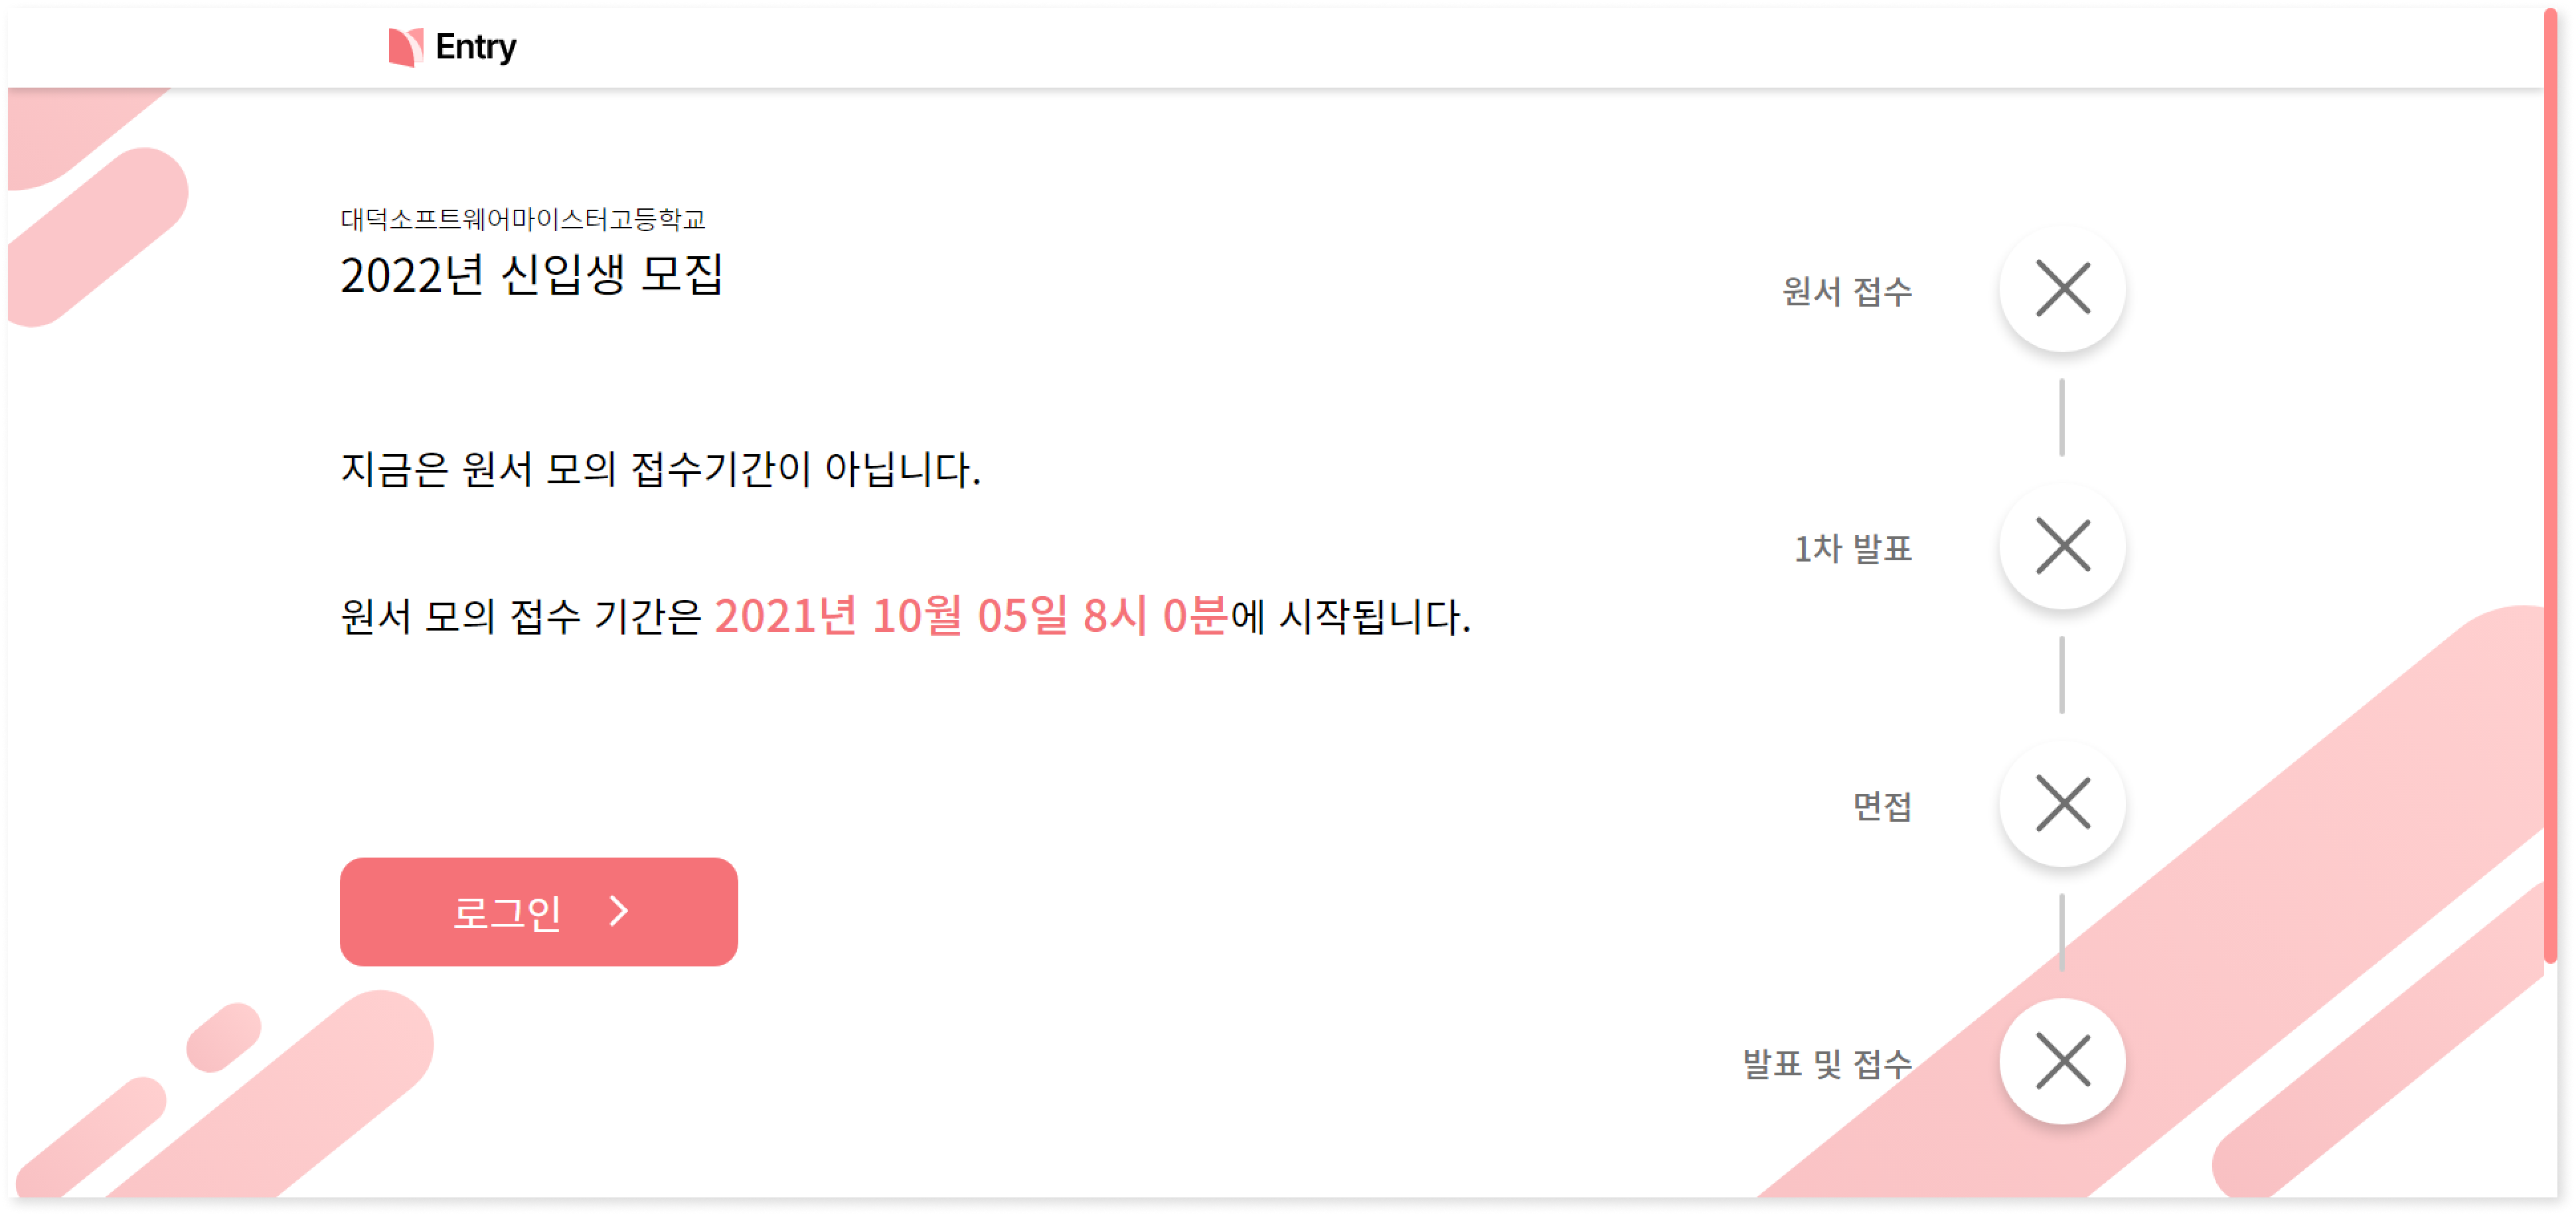 Entry
대덕소프트웨어마이스터고등학교
2022년 신입생 모집
지금은 원서 모의 접수기간이 아닙니다.
원서 모의 접수 기간은 2021년 10월 05일 8시 0분에 시작됩니다.
로그인
원서 접수
1차 발표
면접
발표 및 접수